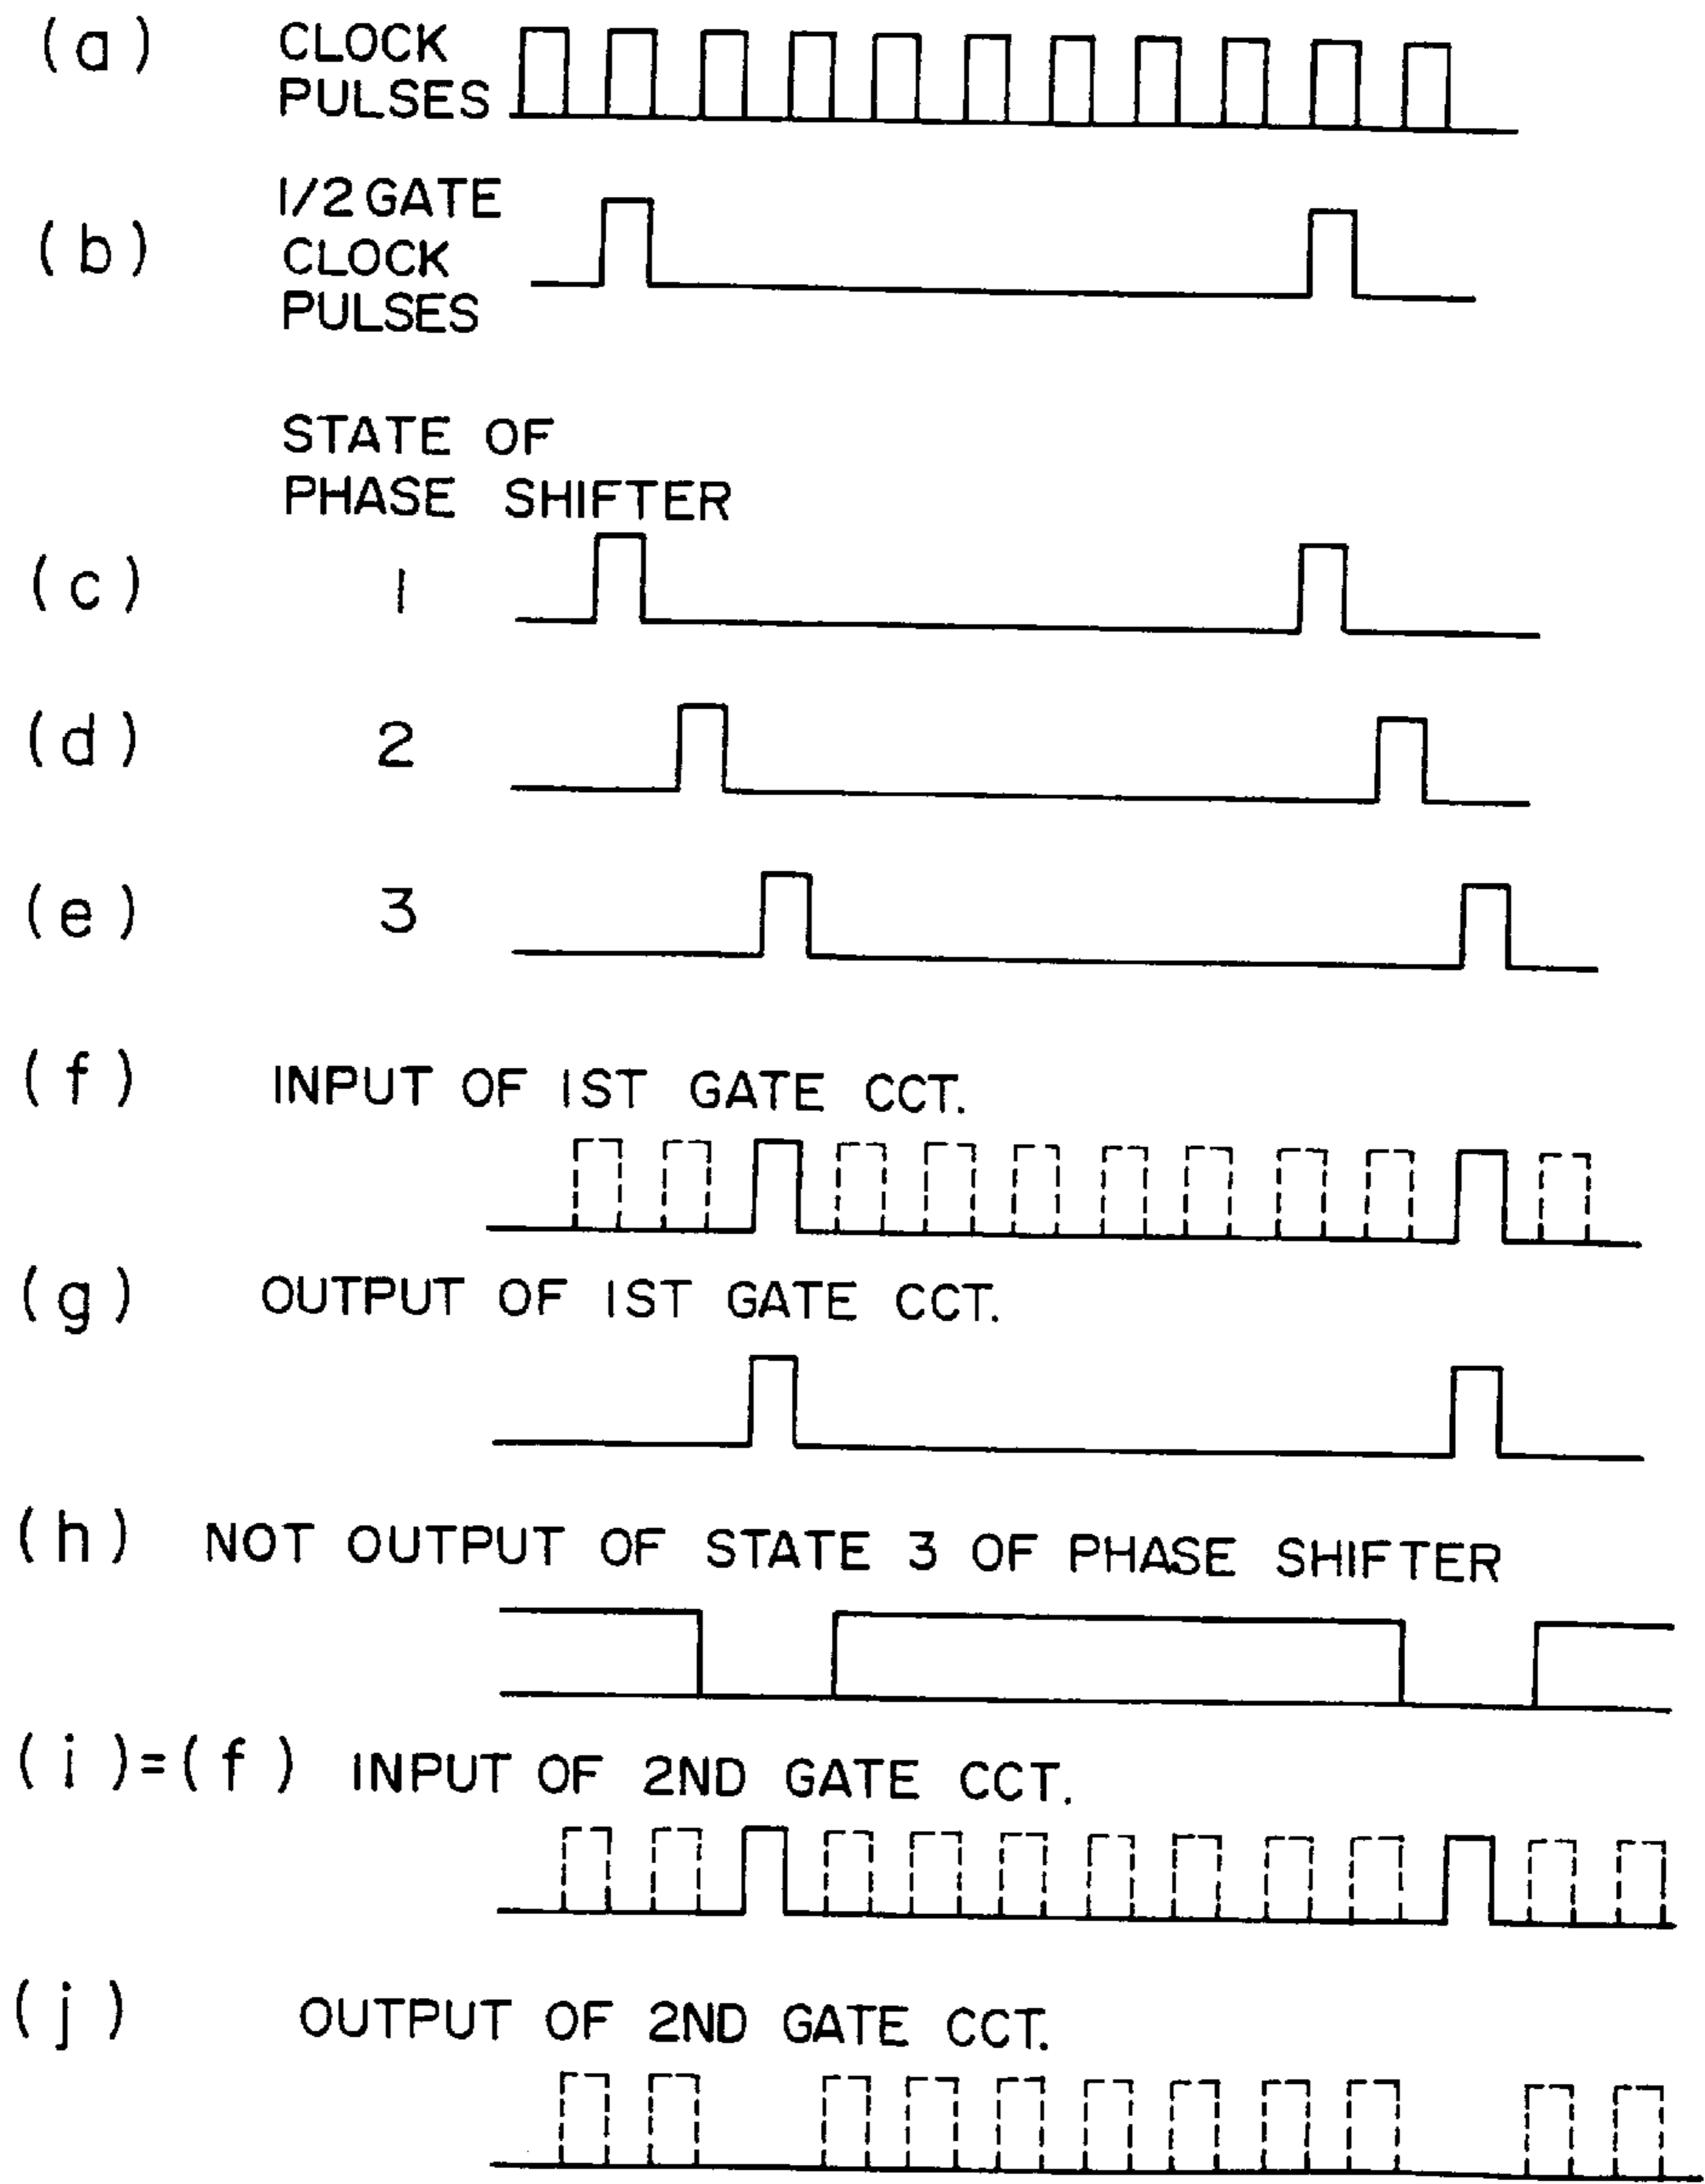 (a) CLOCK
PULSES
1/2 GATE
(b) CLOCK
PULSES
STATE OF
PHASE SHIFTER
(c) 1
(d) 2
(e) 3
(f) INPUT OF 1ST GATE CCT.
(g) OUTPUT OF 1ST GATE CCT.
(h) NOT OUTPUT OF STATE 3 OF PHASE SHIFTER
(i)=(f) INPUT OF 2ND GATE CCT.
(j) OUTPUT OF 2ND GATE CCT.